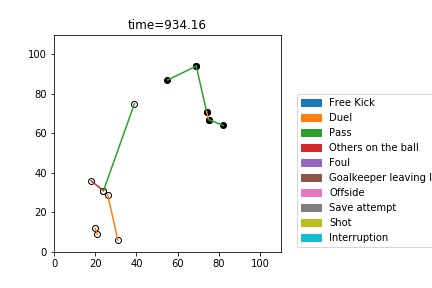 time=934.16
100
80
60
40
20
0
0 20 40 60 80 100
Free Kick
Duel
Pass
Others on the ball
Foul
Goalkeeper leaving l
Offside
Save attempt
Shot
Interruption